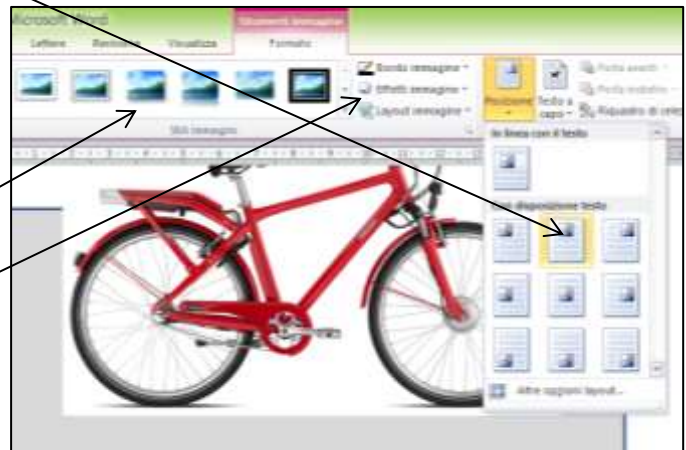 Microsoft Word
Strumenti immagine
Lettere Revisione Visualizza Formato
Bordo immagine
Effetti immagine
Layout immagine
Stili immagine
Posizione
Testo a capo
Porta avanti
Porta indietro
Riquadro di selez
In linea con il testo
Con disposizione testo
Altre opzioni layout...